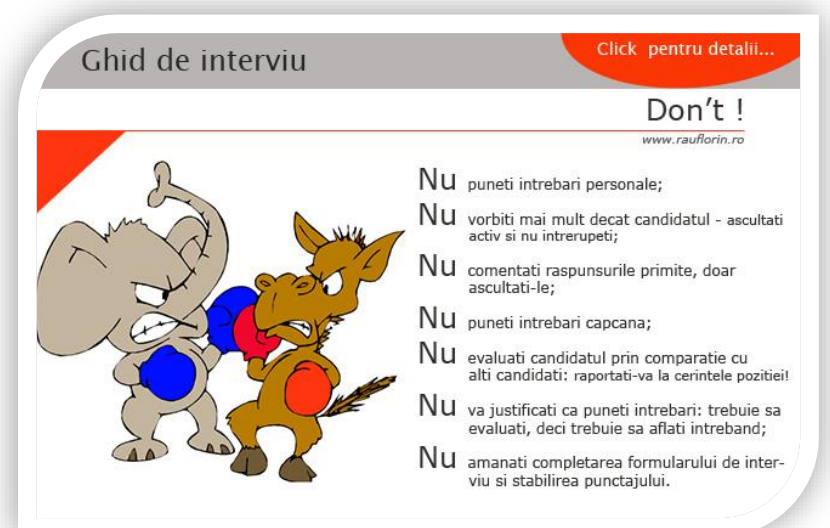 Ghid de interviu
Click pentru detalii...
Don't !
www.rauflorin.ro
Nu puneti intrebari personale;
Nu vorbiti mai mult decat candidatul - ascultati
activ si nu intrerupeti;
Nu comentati raspunsurile primite, doar
ascultati-le;
Nu puneti intrebari capcana;
Nu evaluati candidatul prin comparatie cu
alti candidati: raportati-va la cerintele pozitiei!
Nu va justificati ca puneti intrebari: trebuie sa
evaluati, deci trebuie sa aflati intreband;
Nu amanati completarea formularului de inter-
viu si stabilirea punctajului.